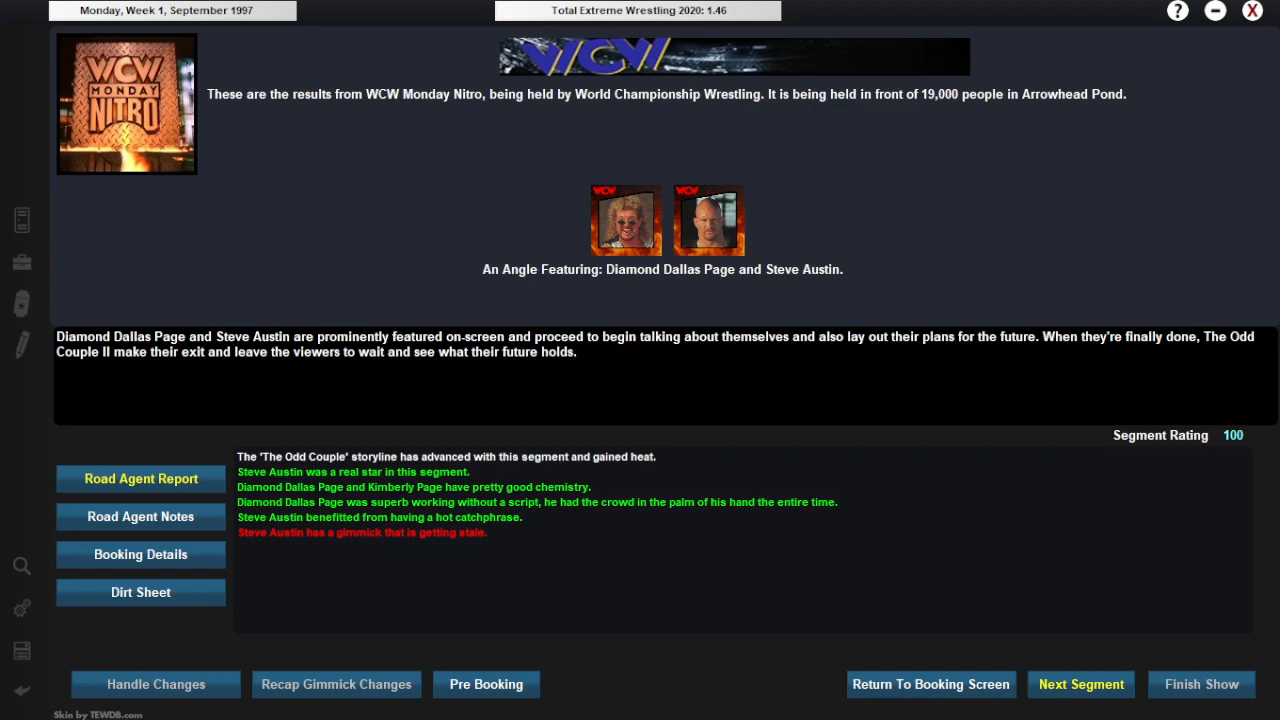 Monday, Week 1, September 1997
Total Extreme Wrestling 2020: 1.46
?
X
WCW
MONDAY
NITRO
WCW
These are the results from WCW Monday Nitro, being held by World Championship Wrestling. It is being held in front of 19,000 people in Arrowhead Pond.
WCW
WCW
An Angle Featuring: Diamond Dallas Page and Steve Austin.
Diamond Dallas Page and Steve Austin are prominently featured on-screen and proceed to begin talking about themselves and also lay out their plans for the future. When they're finally done, The Odd
Couple II make their exit and leave the viewers to wait and see what their future holds.
Segment Rating 100
The 'The Odd Couple' storyline has advanced with this segment and gained heat.
Steve Austin was a real star in this segment.
Diamond Dallas Page and Kimberly Page have pretty good chemistry.
Diamond Dallas Page was superb working without a script, he had the crowd in the palm of his hand the entire time.
Steve Austin benefitted from having a hot catchphrase.
Steve Austin has a gimmick that is getting stale.
Road Agent Report
Road Agent Notes
Booking Details
Dirt Sheet
Handle Changes
Recap Gimmick Changes
Pre Booking
Return To Booking Screen
Next Segment
Finish Show
Skin by TEWDB.com